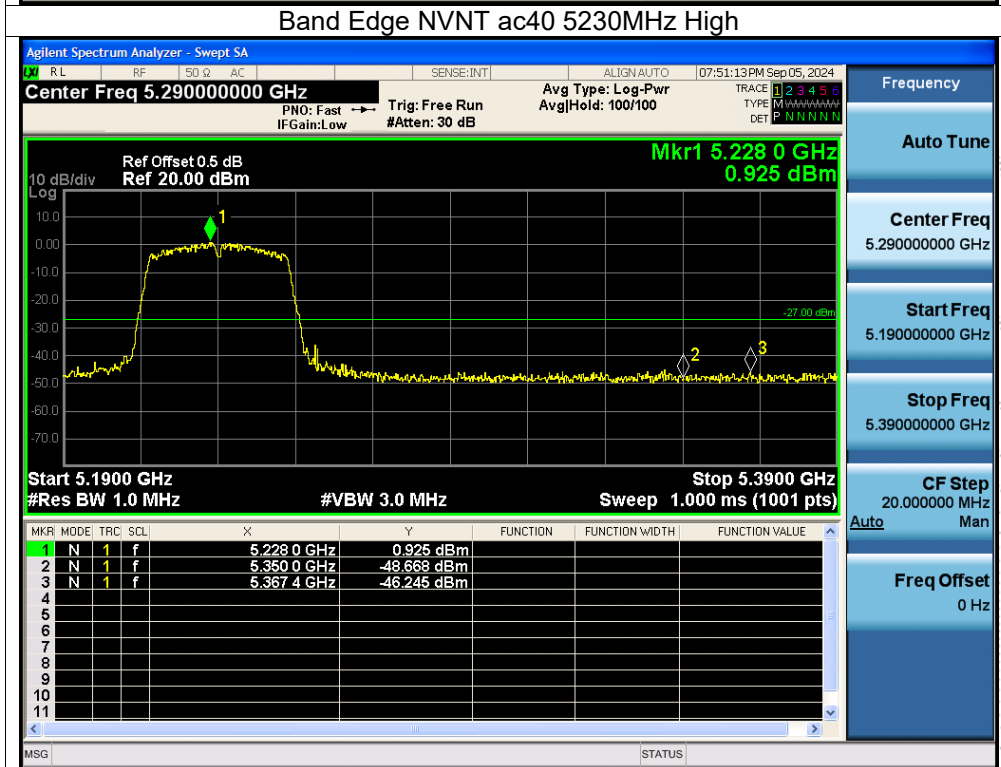 Band Edge NVNT ac40 5230MHz High
Agilent Spectrum Analyzer - Swept SA
LXI RL RF 50 Ω AC SENSE:INT ALIGNAUTO 07:51:13PM Sep 05, 2024
Center Freq 5.290000000 GHz
PNO: Fast
IFGain:Low
Trig: Free Run
#Atten: 30 dB
Avg Type: Log-Pwr
Avg|Hold: 100/100
TRACE 1 2 3 4 5 6
TYPE M WWWWW
DET P N N N N N
Mkr1 5.228 0 GHz
0.925 dBm
Ref Offset 0.5 dB
10 dB/div Ref 20.00 dBm
Log
10.0
0.00
-10.0
-20.0
-30.0
-40.0
-50.0
-60.0
-70.0
1
-27.00 dBm
2
3
Start 5.1900 GHz Stop 5.3900 GHz
#Res BW 1.0 MHz #VBW 3.0 MHz Sweep 1.000 ms (1001 pts)
MKR MODE TRC SCL X Y FUNCTION FUNCTION WIDTH FUNCTION VALUE
1 N 1 f 5.228 0 GHz 0.925 dBm
2 N 1 f 5.350 0 GHz -48.668 dBm
3 N 1 f 5.367 4 GHz -46.245 dBm
4
5
6
7
8
9
10
11
MSG STATUS
Frequency
Auto Tune
Center Freq
5.290000000 GHz
Start Freq
5.190000000 GHz
Stop Freq
5.390000000 GHz
CF Step
20.000000 MHz
Auto Man
Freq Offset
0 Hz